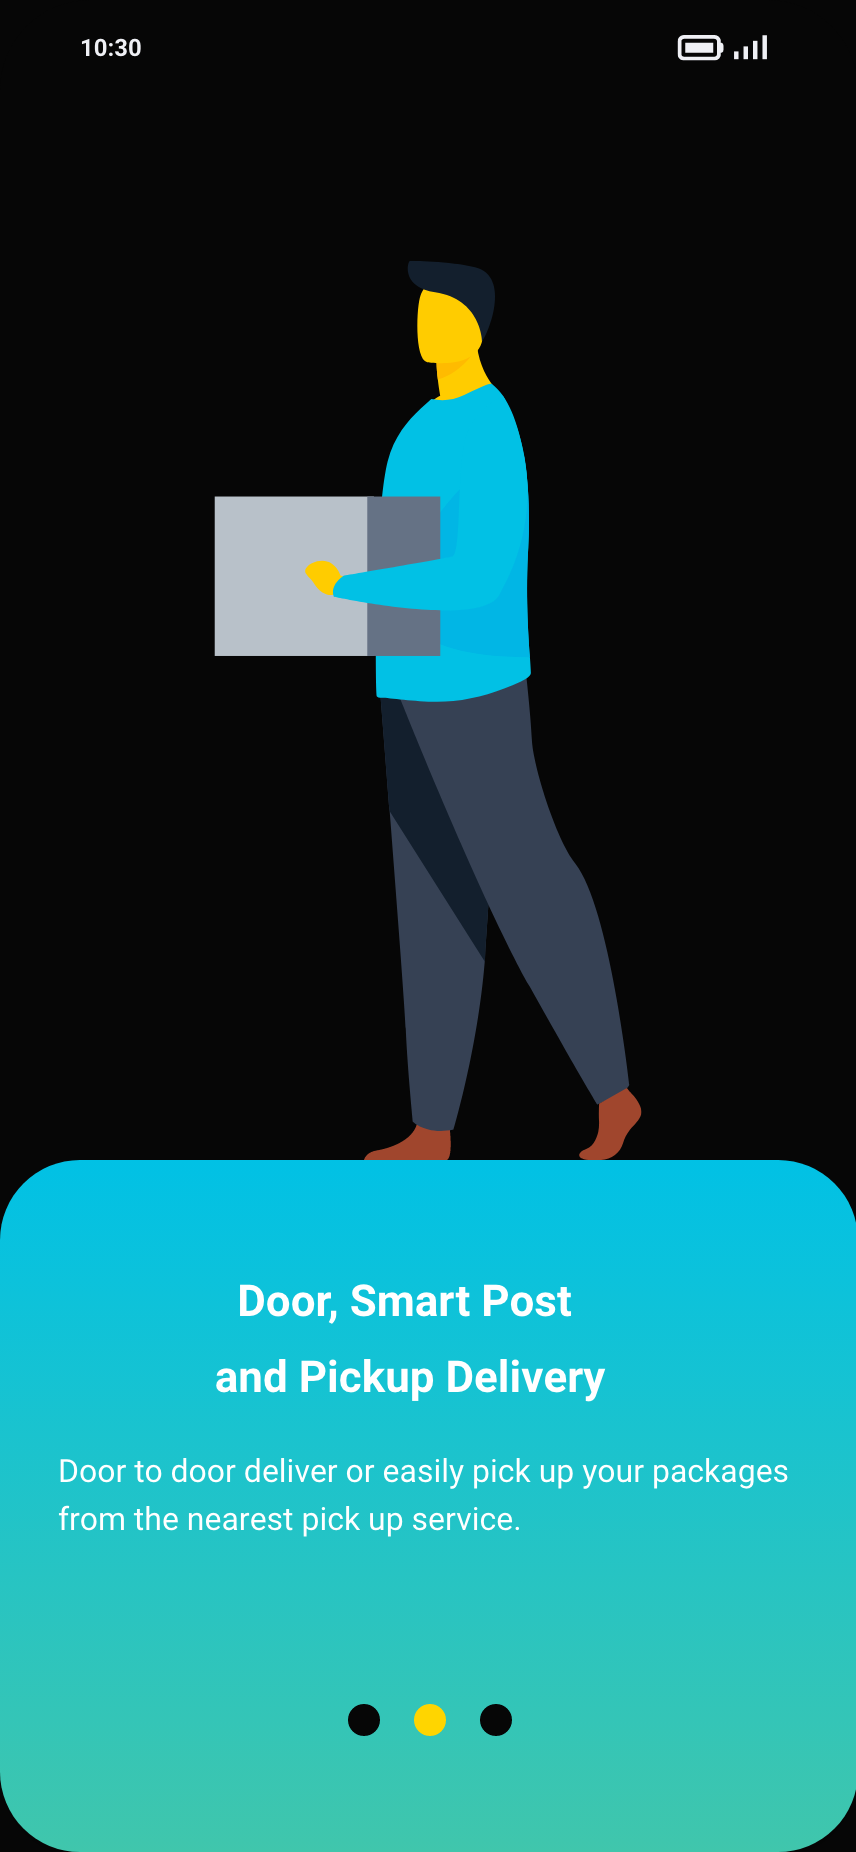 10:30
Door, Smart Post
and Pickup Delivery
Door to door deliver or easily pick up your packages
from the nearest pick up service.